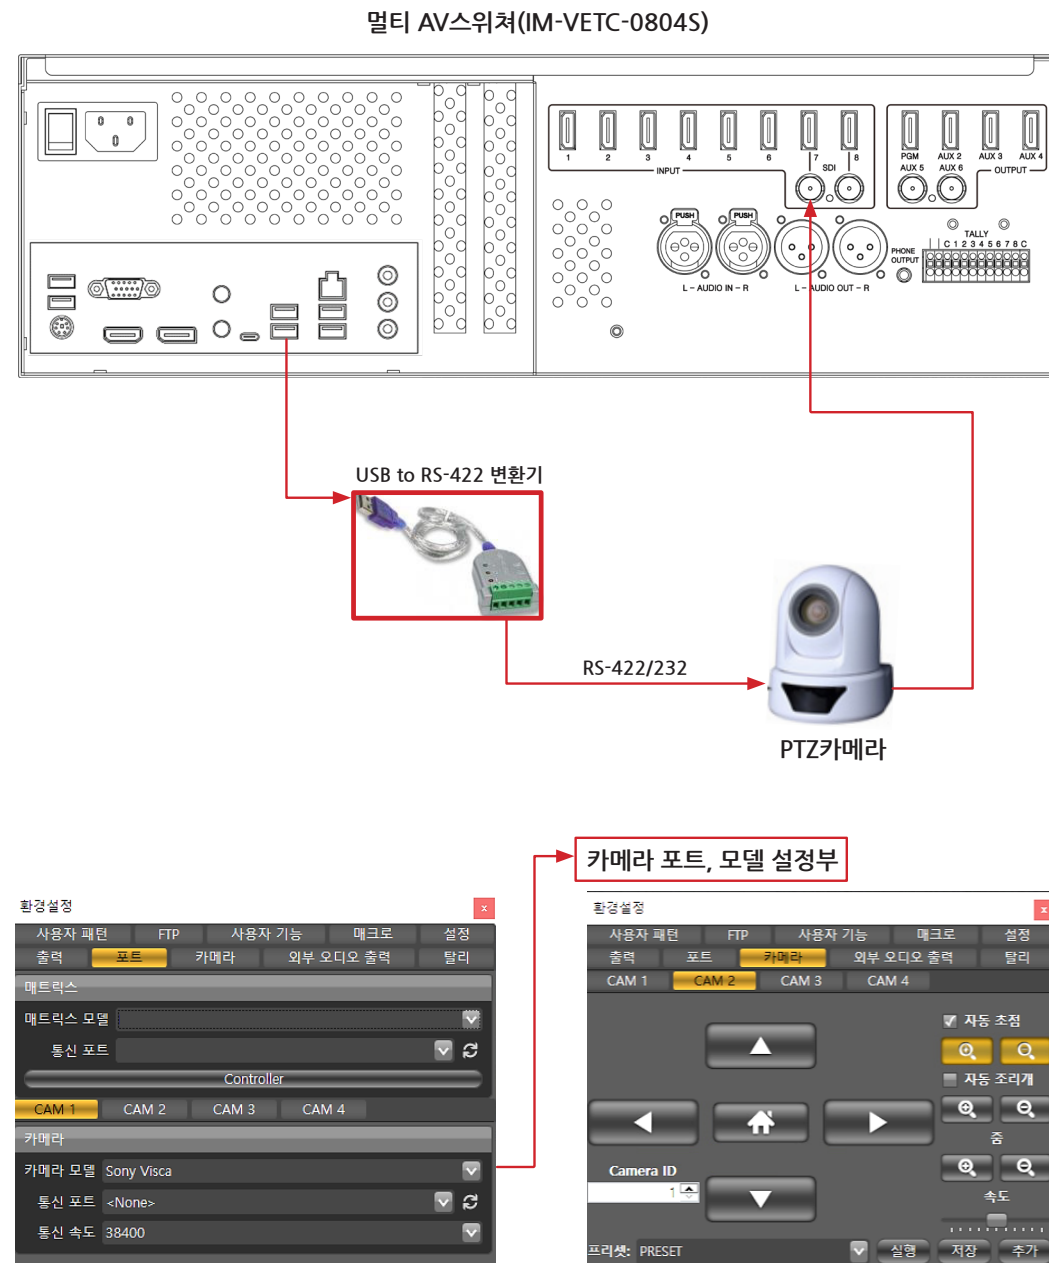 멀티 AV스위쳐(IM-VETC-0804S)
1 2 3 4 5 6 7 8
INPUT
SDI
PGM AUX 2 AUX 3 AUX 4
AUX 5 AUX 6 OUTPUT
PUSH PUSH
TALLY
C 1 2 3 4 5 6 7 8 C
PHONE
OUTPUT
L - AUDIO IN - R
L - AUDIO OUT - R
USB to RS-422 변환기
RS-422/232
PTZ카메라
카메라 포트, 모델 설정부
환경설정 x
사용자 패턴 FTP 사용자 기능 매크로 설정
출력 포트 카메라 외부 오디오 출력 탈리
매트릭스
매트릭스 모델
통신 포트
Controller
CAM 1 CAM 2 CAM 3 CAM 4
카메라
카메라 모델 Sony Visca
통신 포트 <None>
통신 속도 38400
환경설정 x
사용자 패턴 FTP 사용자 기능 매크로 설정
출력 포트 카메라 외부 오디오 출력 탈리
CAM 1 CAM 2 CAM 3 CAM 4
자동 초점
자동 조리개
줌
Camera ID
1
속도
프리셋: PRESET 실행 저장 추가